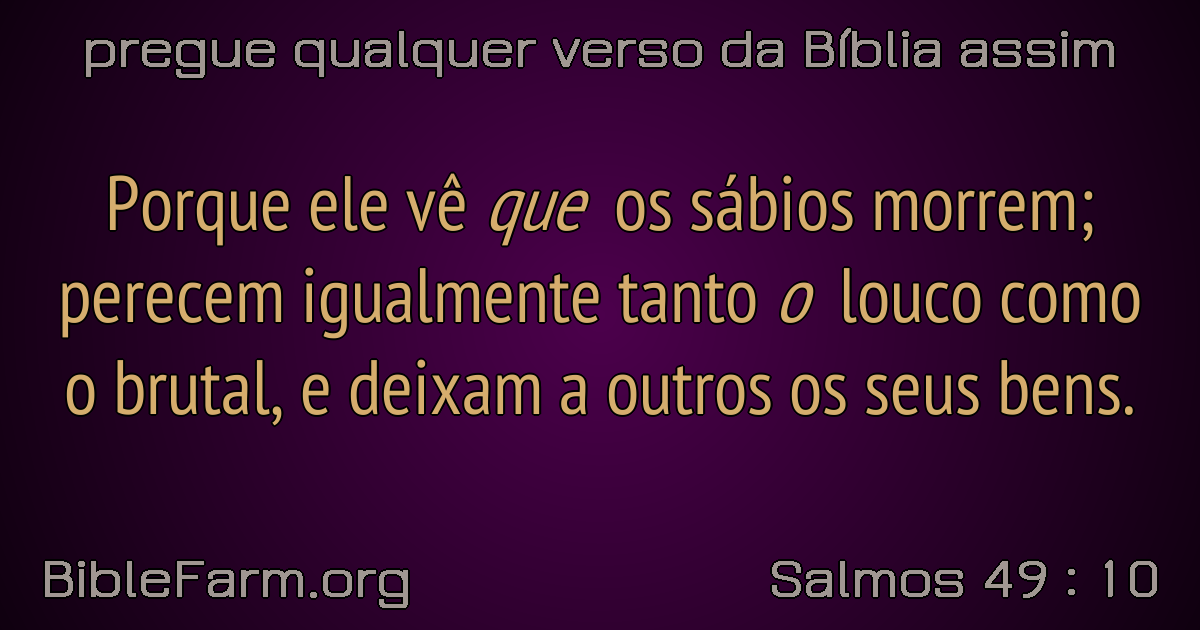 pregue qualquer verso da Bíblia assim
Porque ele vê que os sábios morrem;
perecem igualmente tanto o louco como
o brutal, e deixam a outros os seus bens.
BibleFarm.org
Salmos 49 : 10